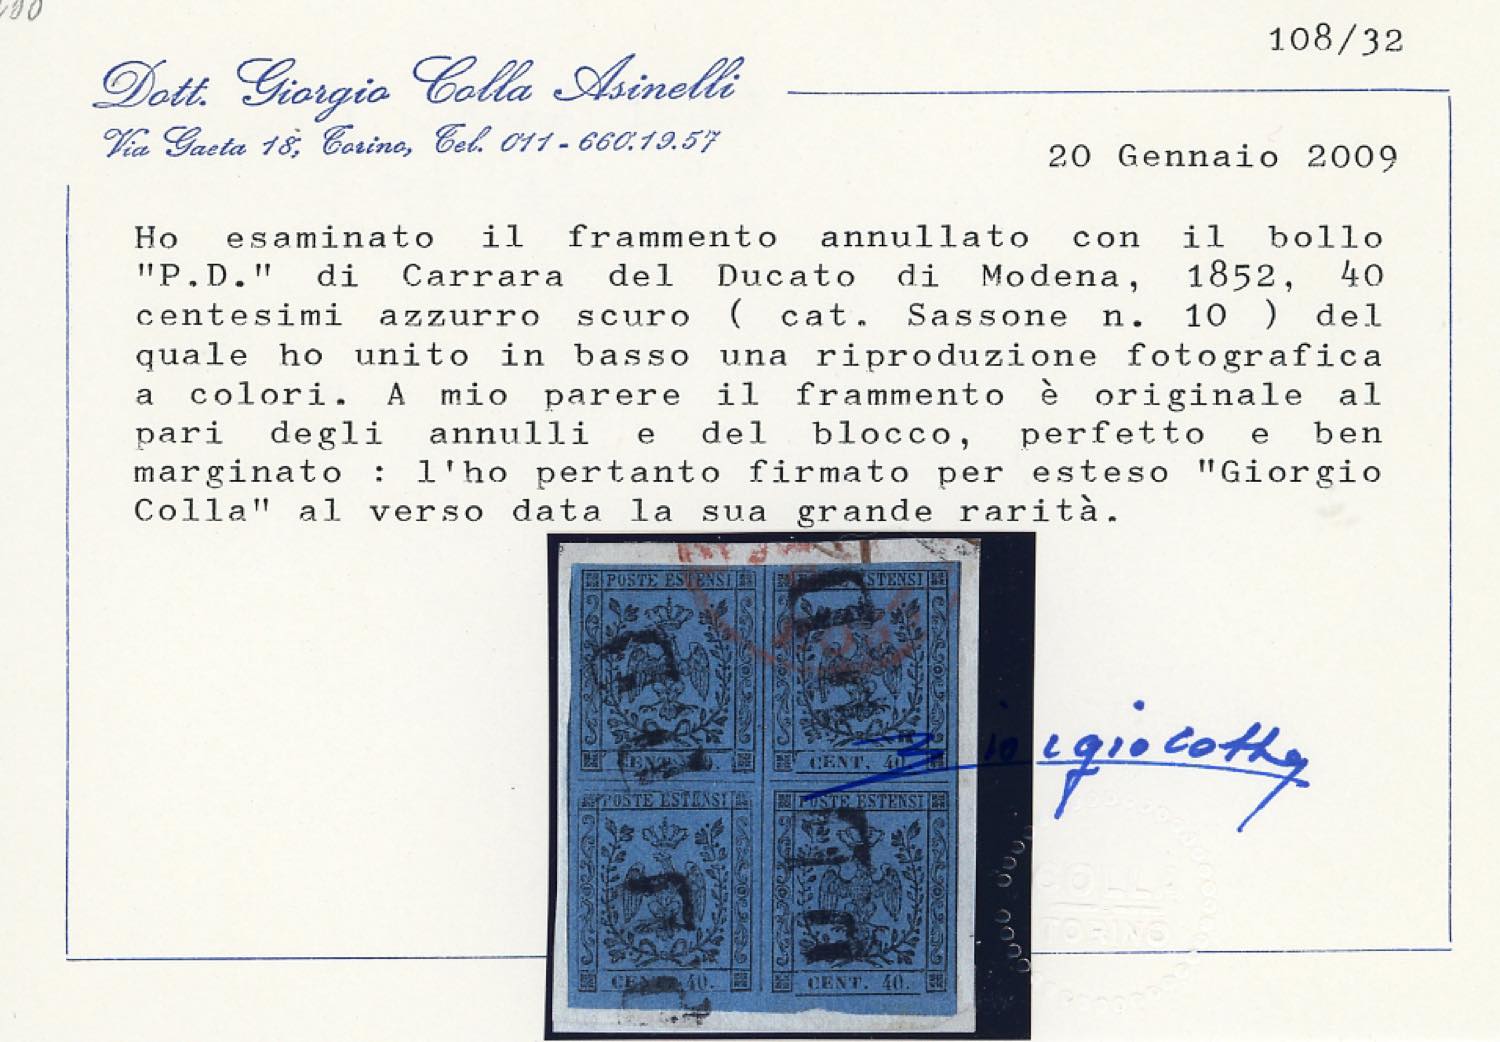 108/32
Dott. Giorgio Colla Asinelli
Via Gaeta 18, Torino, Tel. 011-660.19.57
20 Gennaio 2009
Ho esaminato il frammento annullato con il bollo
"P.D." di Carrara del Ducato di Modena, 1852, 40
centesimi azzurro scuro ( cat. Sassone n. 10 ) del
quale ho unito in basso una riproduzione fotografica
a colori. A mio parere il frammento è originale al
pari degli annulli e del blocco, perfetto e ben
marginato : l'ho pertanto firmato per esteso "Giorgio
Colla" al verso data la sua grande rarità.
POSTE ESTENSI
POSTE ESTENSI
CENT. 40.
CENT. 40.
Giorgio Colla
POSTE ESTENSI
POSTE ESTENSI
CENT. 40.
CENT. 40.
COLLA
TORINO